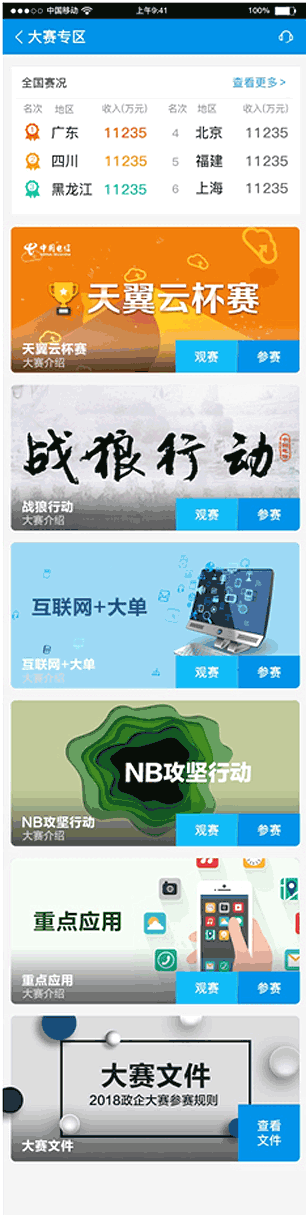 中国移动 上午9:41 100%
大赛专区
全国赛况 查看更多>
名次 地区 收入(万元) 名次 地区 收入(万元)
1 广东 11235 4 北京 11235
2 四川 11235 5 福建 11235
3 黑龙江 11235 6 上海 11235
中国电信
天翼云杯赛
天翼云杯赛
大赛介绍
观赛 参赛
战狼行动
战狼行动
大赛介绍
观赛 参赛
互联网+大单
互联网+大单
大赛介绍
观赛 参赛
NB攻坚行动
NB攻坚行动
大赛介绍
观赛 参赛
重点应用
重点应用
大赛介绍
观赛 参赛
大赛文件
2018政企大赛参赛规则
大赛文件
查看
文件